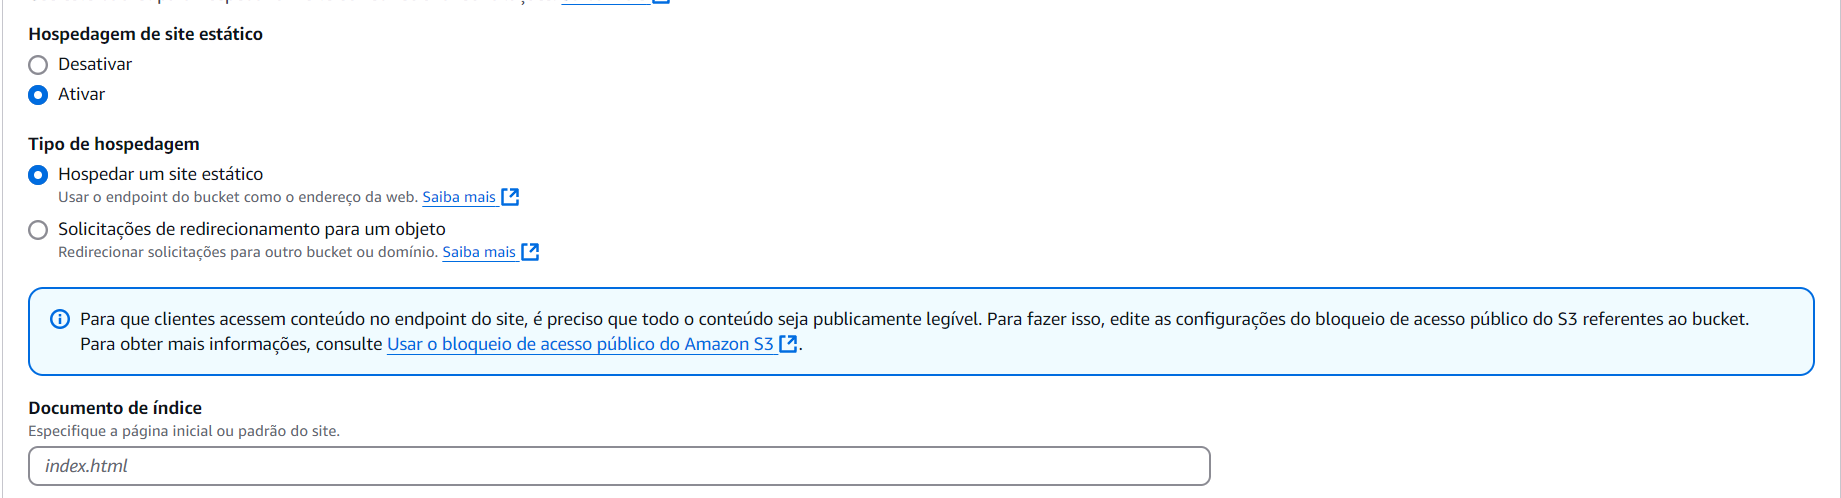 Hospedagem de site estático
Desativar
Ativar
Tipo de hospedagem
Hospedar um site estático
Usar o endpoint do bucket como o endereço da web. Saiba mais
Solicitações de redirecionamento para um objeto
Redirecionar solicitações para outro bucket ou domínio. Saiba mais
Para que clientes acessem conteúdo no endpoint do site, é preciso que todo o conteúdo seja publicamente legível. Para fazer isso, edite as configurações do bloqueio de acesso público do S3 referentes ao bucket.
Para obter mais informações, consulte Usar o bloqueio de acesso público do Amazon S3.
Documento de índice
Especifique a página inicial ou padrão do site.
index.html